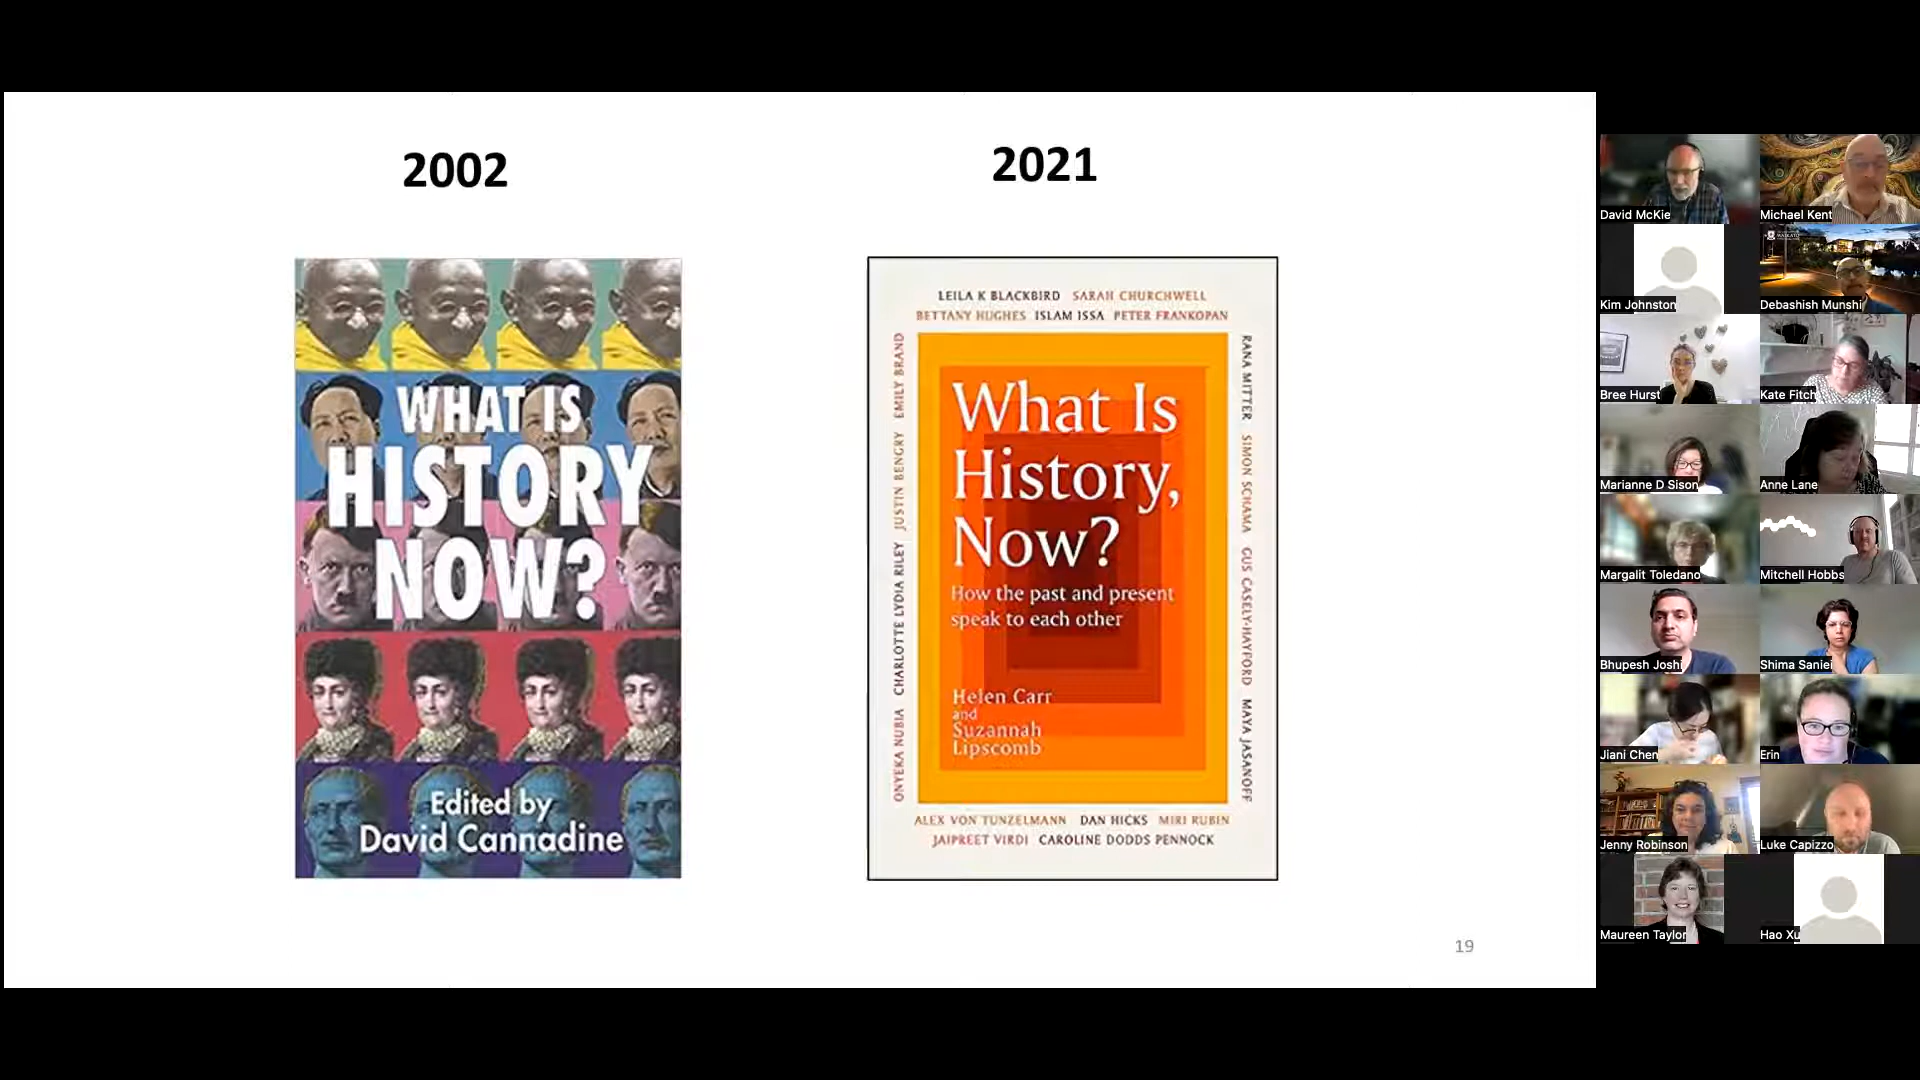 2002
2021
WHAT IS
HISTORY
NOW?
Edited by
David Cannadine
LEILA K BLACKBIRD SARAH CHURCHWELL
BETTANY HUGHES ISLAM ISSA PETER FRANKOPAN
ONYEKA NUBIA CHARLOTTE LYDIA RILEY JUSTIN BENGRY EMILY BRAND
RANA MITTER SIMON SCHAMA GUS CASELY-HAYFORD MAYA JASANOFF
What Is
History,
Now?
How the past and present
speak to each other
Helen Carr
and
Suzannah
Lipscomb
ALEX VON TUNZELMANN DAN HICKS MIRI RUBIN
JAIPREET VIRDI CAROLINE DODDS PENNOCK
19
David McKie
Michael Kent
Kim Johnston
Debashish Munshi
Bree Hurst
Kate Fitch
Marianne D Sison
Anne Lane
Margalit Toledano
Mitchell Hobbs
Bhupesh Joshi
Shima Saniei
Jiani Chen
Erin
Jenny Robinson
Luke Capizzo
Maureen Taylor
Hao Xu